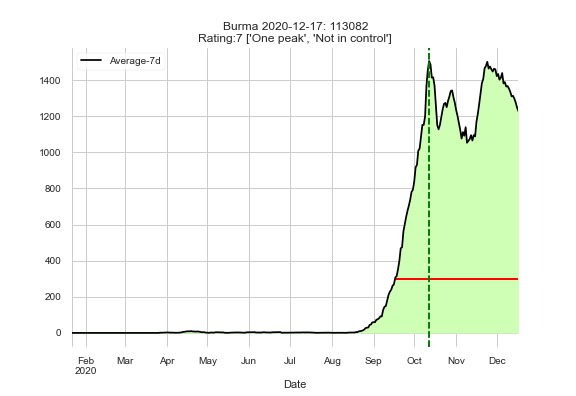 Burma 2020-12-17: 113082
Rating:7 ['One peak', 'Not in control']
Average-7d
1400
1200
1000
800
600
400
200
0
Feb Mar Apr May Jun Jul Aug Sep Oct Nov Dec
2020
Date